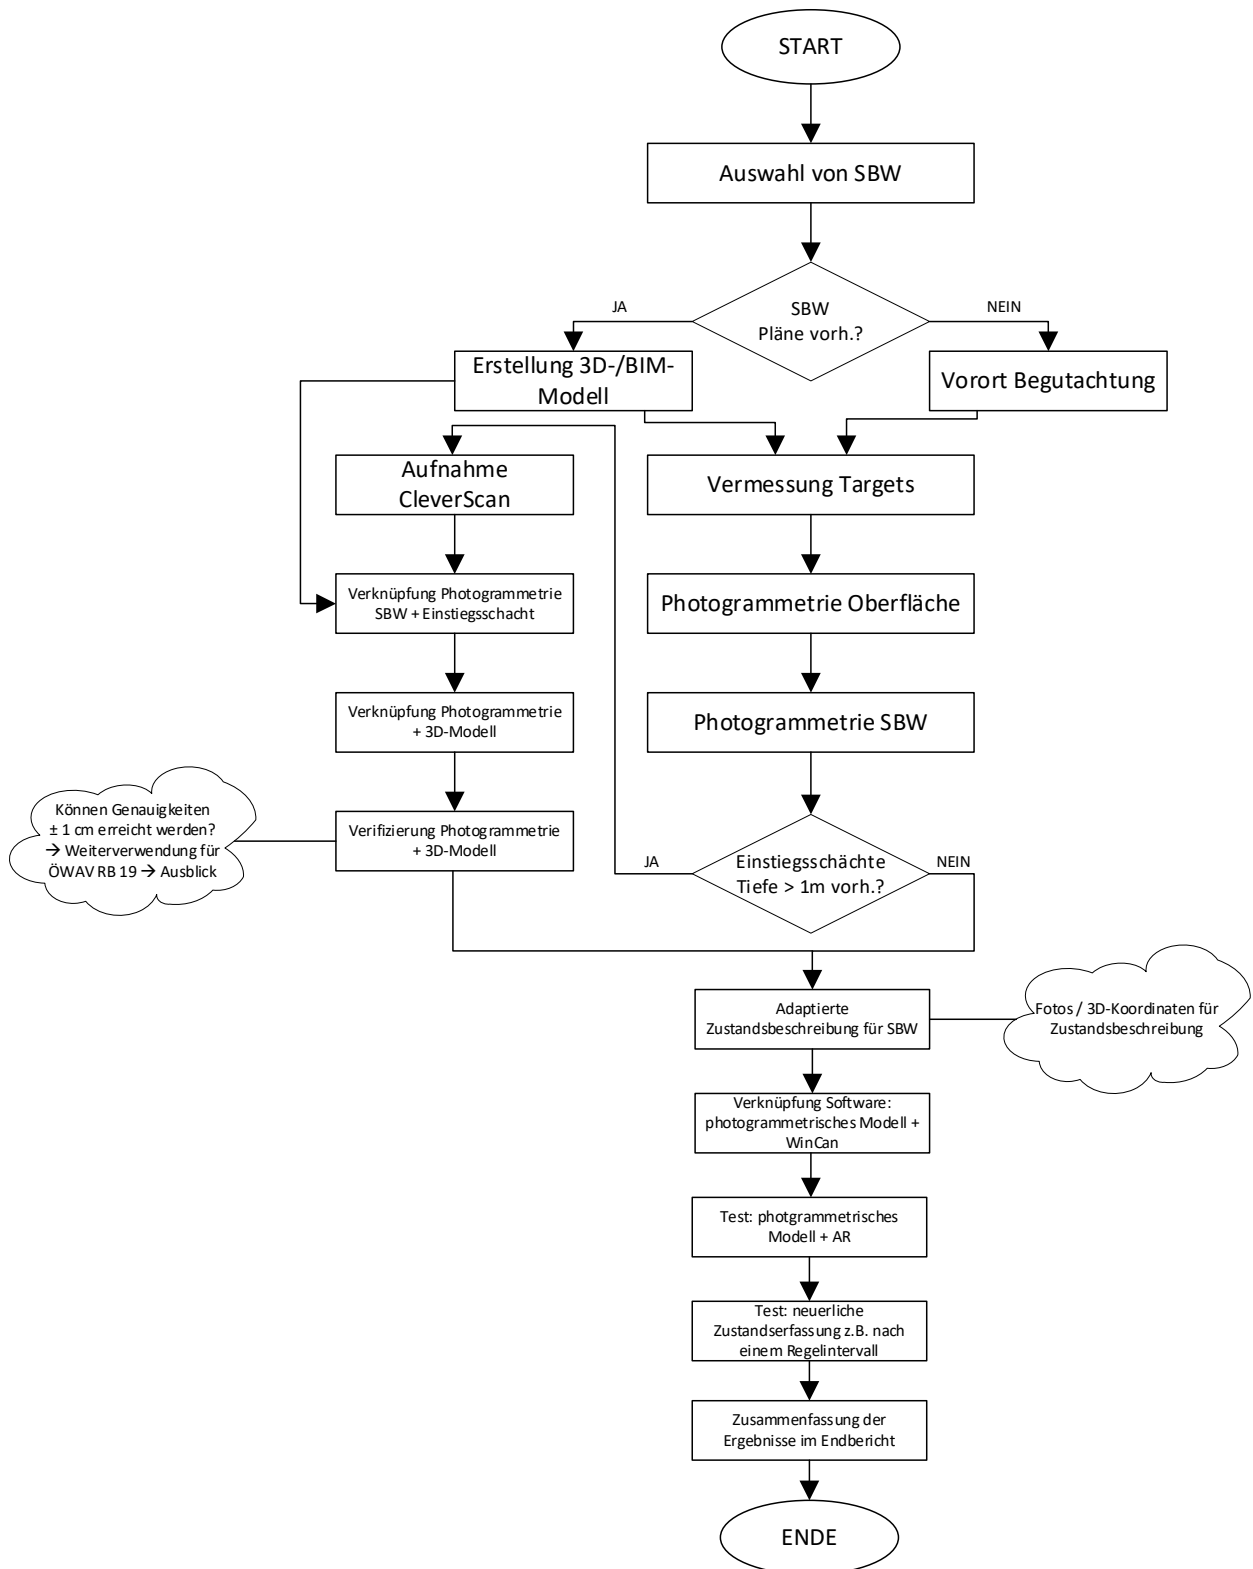 START
Auswahl von SBW
SBW
Pläne vorh.?
JA
NEIN
Erstellung 3D-/BIM-
Modell
Vorort Begutachtung
Aufnahme
CleverScan
Vermessung Targets
Verknüpfung Photogrammetrie
SBW + Einstiegsschacht
Photogrammetrie Oberfläche
Verknüpfung Photogrammetrie
+ 3D-Modell
Photogrammetrie SBW
Können Genauigkeiten
± 1 cm erreicht werden?
→ Weiterverwendung für
ÖWAV RB 19 → Ausblick
Verifizierung Photogrammetrie
+ 3D-Modell
JA
Einstiegsschächte
Tiefe > 1m vorh.?
NEIN
Adaptierte
Zustandsbeschreibung für SBW
Fotos / 3D-Koordinaten für
Zustandsbeschreibung
Verknüpfung Software:
photogrammetrisches Modell +
WinCan
Test: photgrammetrisches
Modell + AR
Test: neuerliche
Zustandserfassung z.B. nach
einem Regelintervall
Zusammenfassung der
Ergebnisse im Endbericht
ENDE